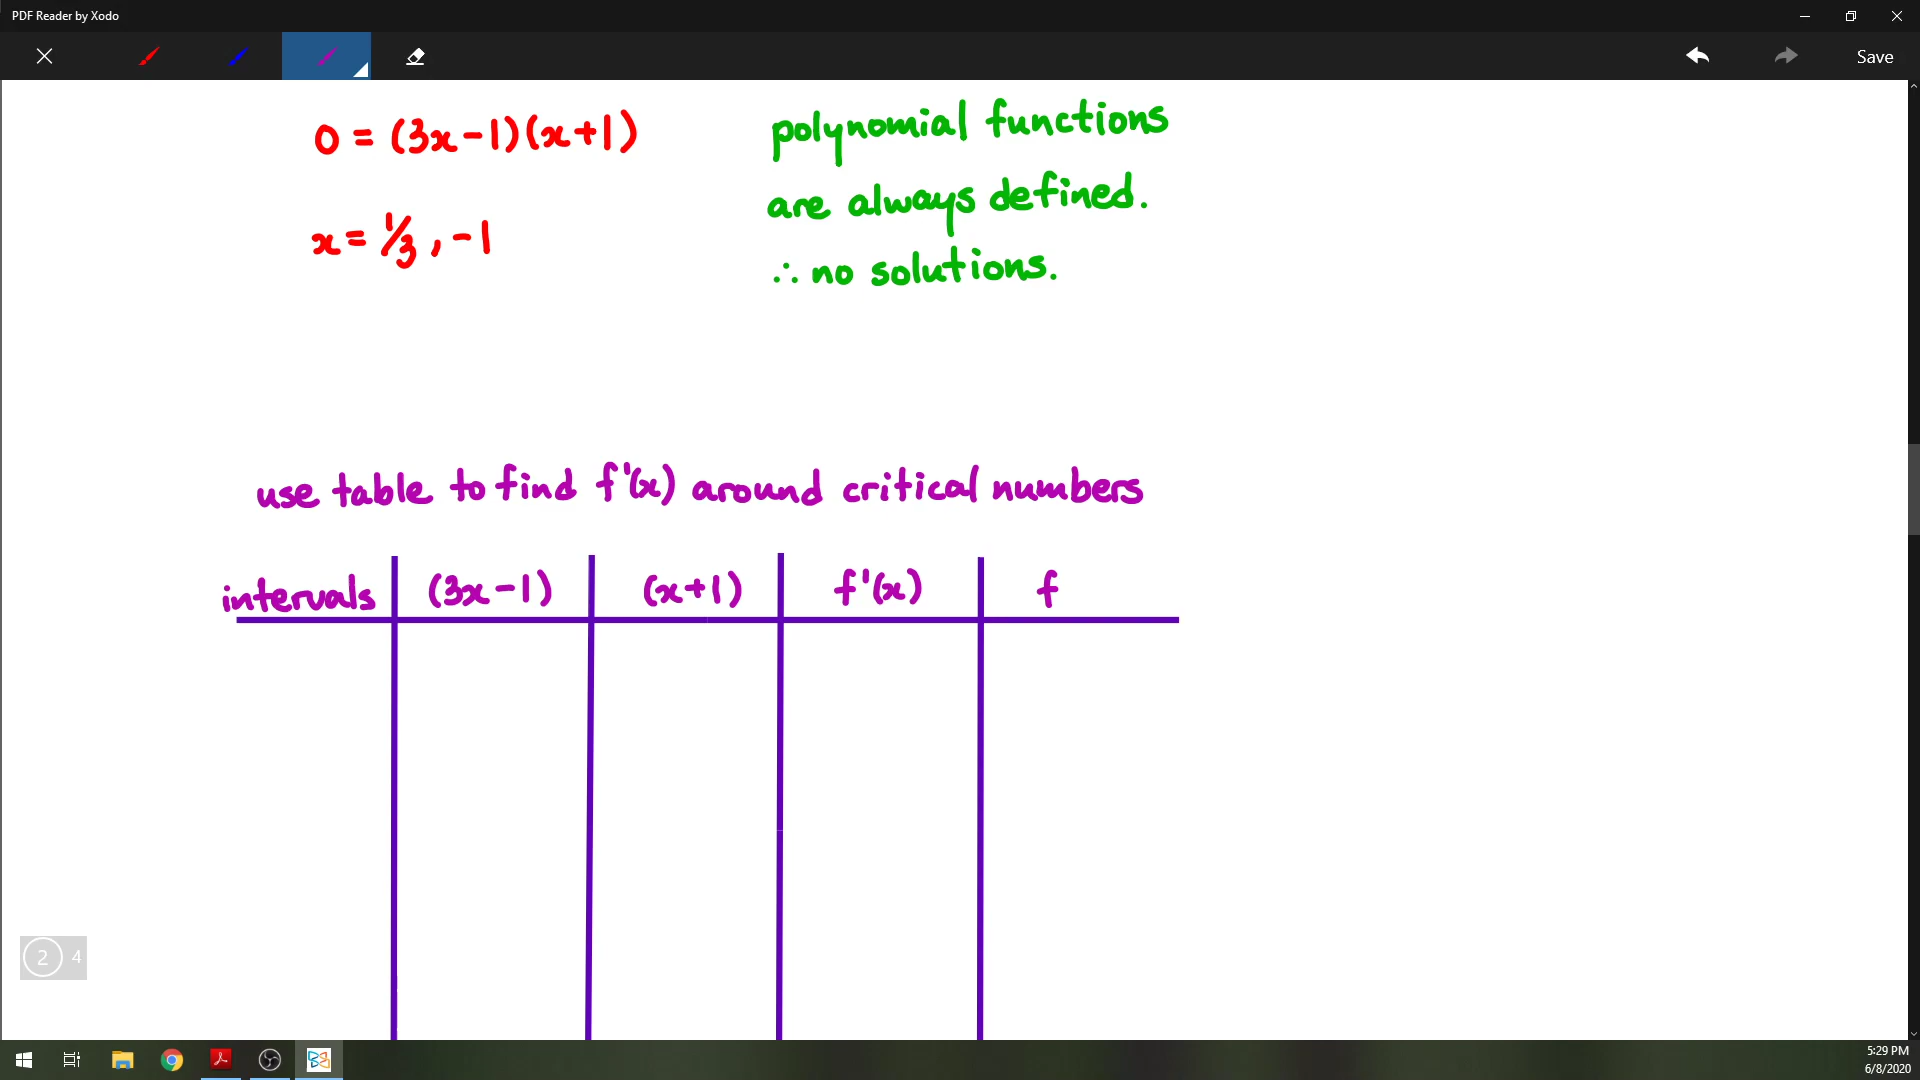 PDF Reader by Xodo
Save
0 = (3x-1)(x+1)
x = 1/3, -1
polynomial functions
are always defined.
∴ no solutions.
use table to find f'(x) around critical numbers
intervals (3x-1) (x+1) f'(x) f
2 4
5:29 PM
6/8/2020